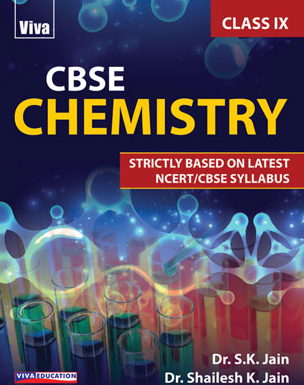 Viva
CLASS IX
CBSE
CHEMISTRY
STRICTLY BASED ON LATEST
NCERT/CBSE SYLLABUS
Dr. S.K. Jain
Dr. Shailesh K. Jain
VIVA EDUCATION